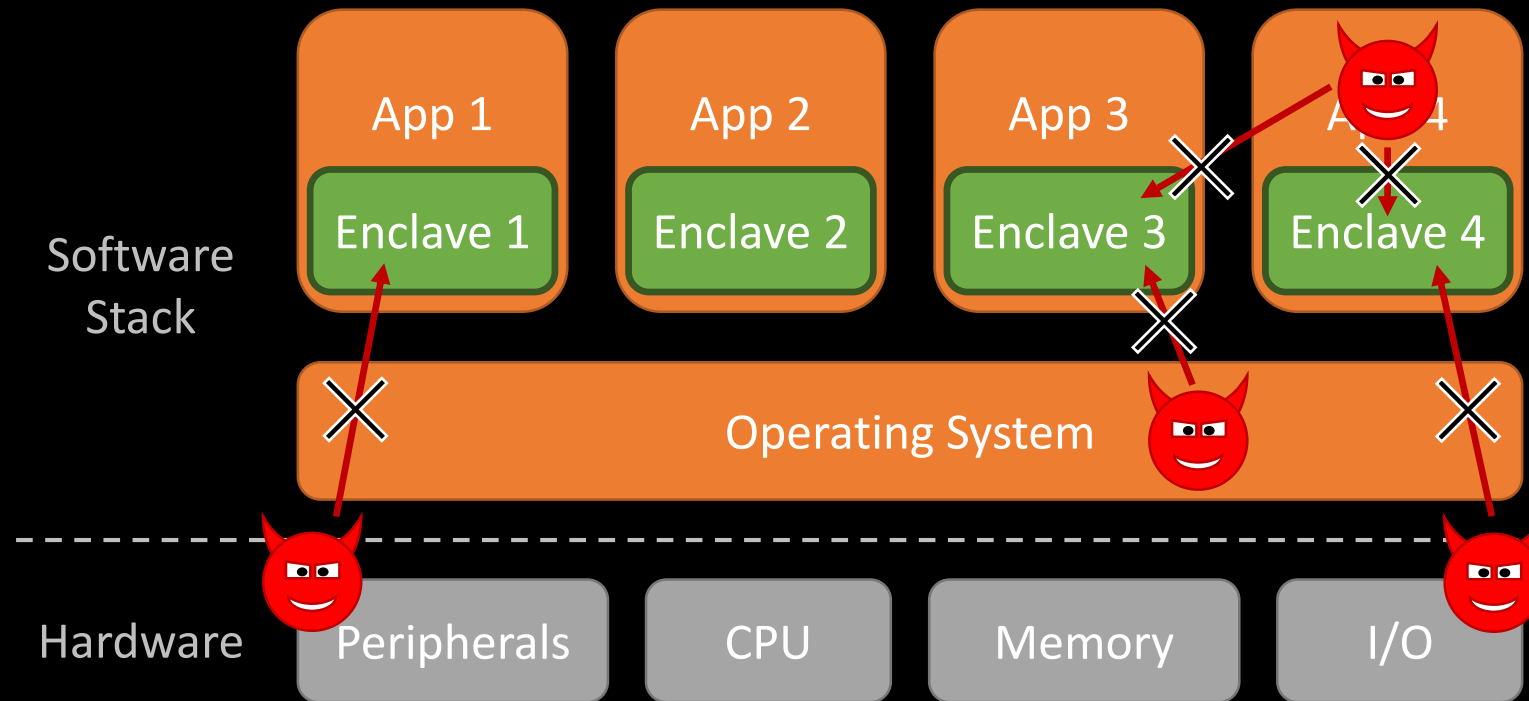 App 1
App 2
App 3
Enclave 1
Enclave 2
Enclave 3
Enclave 4
Software
Stack
Operating System
Hardware
Peripherals
CPU
Memory
I/O